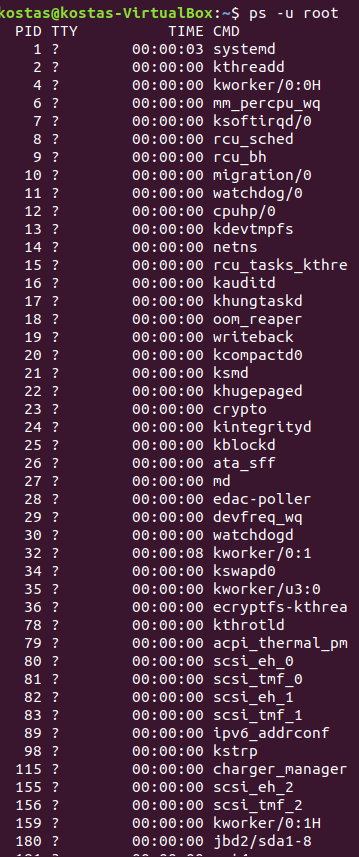 kostas@kostas-VirtualBox:~$ ps -u root
PID TTY TIME CMD
1 ? 00:00:03 systemd
2 ? 00:00:00 kthreadd
4 ? 00:00:00 kworker/0:0H
6 ? 00:00:00 mm_percpu_wq
7 ? 00:00:00 ksoftirqd/0
8 ? 00:00:00 rcu_sched
9 ? 00:00:00 rcu_bh
10 ? 00:00:00 migration/0
11 ? 00:00:00 watchdog/0
12 ? 00:00:00 cpuhp/0
13 ? 00:00:00 kdevtmpfs
14 ? 00:00:00 netns
15 ? 00:00:00 rcu_tasks_kthre
16 ? 00:00:00 kauditd
17 ? 00:00:00 khungtaskd
18 ? 00:00:00 oom_reaper
19 ? 00:00:00 writeback
20 ? 00:00:00 kcompactd0
21 ? 00:00:00 ksmd
22 ? 00:00:00 khugepaged
23 ? 00:00:00 crypto
24 ? 00:00:00 kintegrityd
25 ? 00:00:00 kblockd
26 ? 00:00:00 ata_sff
27 ? 00:00:00 md
28 ? 00:00:00 edac-poller
29 ? 00:00:00 devfreq_wq
30 ? 00:00:00 watchdogd
32 ? 00:00:08 kworker/0:1
34 ? 00:00:00 kswapd0
35 ? 00:00:00 kworker/u3:0
36 ? 00:00:00 ecryptfs-kthrea
78 ? 00:00:00 kthrotld
79 ? 00:00:00 acpi_thermal_pm
80 ? 00:00:00 scsi_eh_0
81 ? 00:00:00 scsi_tmf_0
82 ? 00:00:00 scsi_eh_1
83 ? 00:00:00 scsi_tmf_1
89 ? 00:00:00 ipv6_addrconf
98 ? 00:00:00 kstrp
115 ? 00:00:00 charger_manager
155 ? 00:00:00 scsi_eh_2
156 ? 00:00:00 scsi_tmf_2
159 ? 00:00:00 kworker/0:1H
180 ? 00:00:00 jbd2/sda1-8